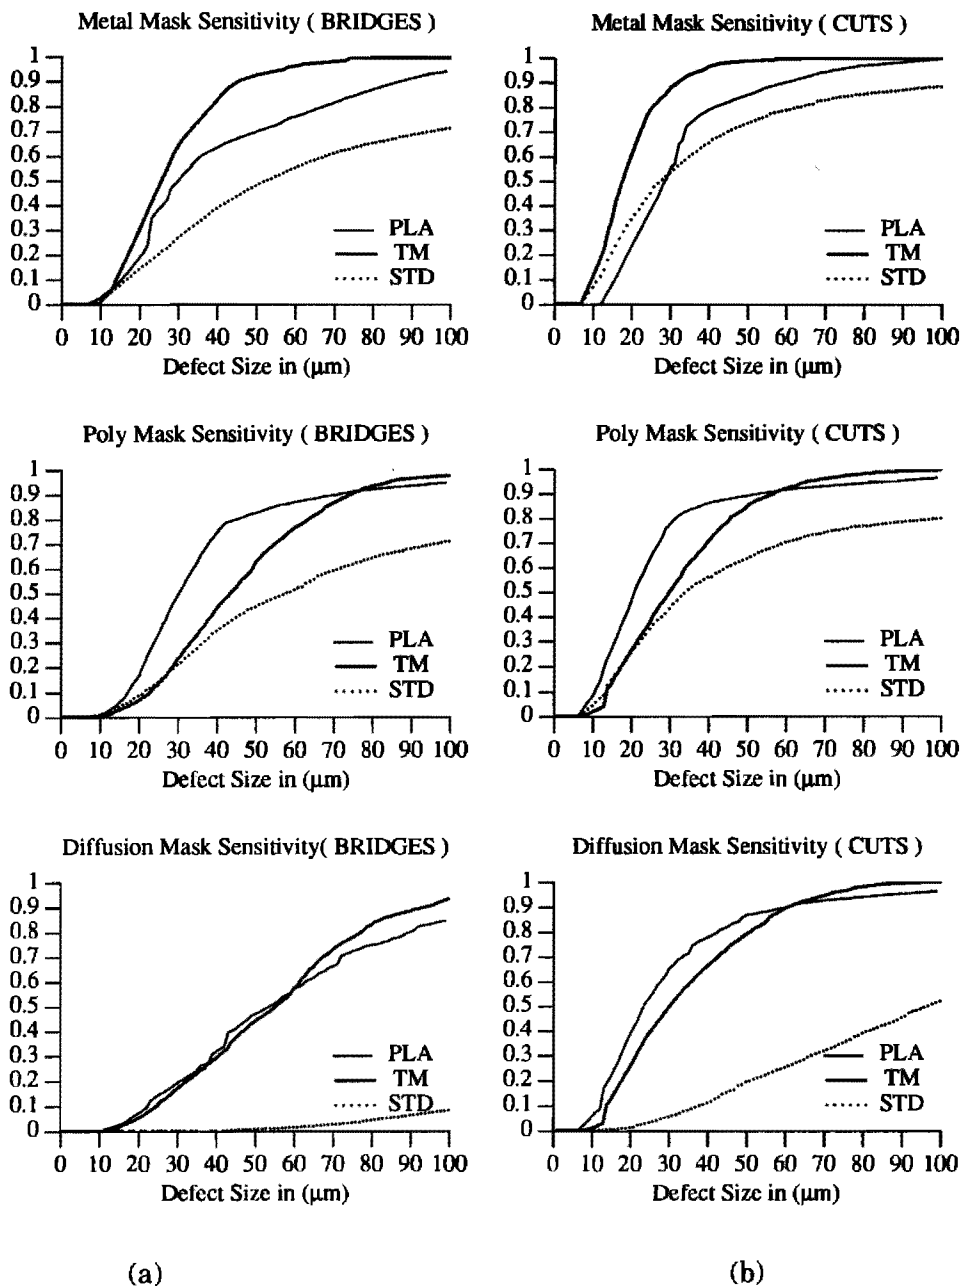 Metal Mask Sensitivity ( BRIDGES )
1
0.9
0.8
0.7
0.6
0.5
0.4
0.3
0.2
0.1
0
PLA
TM
STD
0 10 20 30 40 50 60 70 80 90 100
Defect Size in (μm)
Metal Mask Sensitivity ( CUTS )
1
0.9
0.8
0.7
0.6
0.5
0.4
0.3
0.2
0.1
0
PLA
TM
STD
0 10 20 30 40 50 60 70 80 90 100
Defect Size in (μm)
Poly Mask Sensitivity ( BRIDGES )
1
0.9
0.8
0.7
0.6
0.5
0.4
0.3
0.2
0.1
0
PLA
TM
STD
0 10 20 30 40 50 60 70 80 90 100
Defect Size in (μm)
Poly Mask Sensitivity ( CUTS )
1
0.9
0.8
0.7
0.6
0.5
0.4
0.3
0.2
0.1
0
PLA
TM
STD
0 10 20 30 40 50 60 70 80 90 100
Defect Size in (μm)
Diffusion Mask Sensitivity( BRIDGES )
1
0.9
0.8
0.7
0.6
0.5
0.4
0.3
0.2
0.1
0
PLA
TM
STD
0 10 20 30 40 50 60 70 80 90 100
Defect Size in (μm)
Diffusion Mask Sensitivity ( CUTS )
1
0.9
0.8
0.7
0.6
0.5
0.4
0.3
0.2
0.1
0
PLA
TM
STD
0 10 20 30 40 50 60 70 80 90 100
Defect Size in (μm)
(a)
(b)